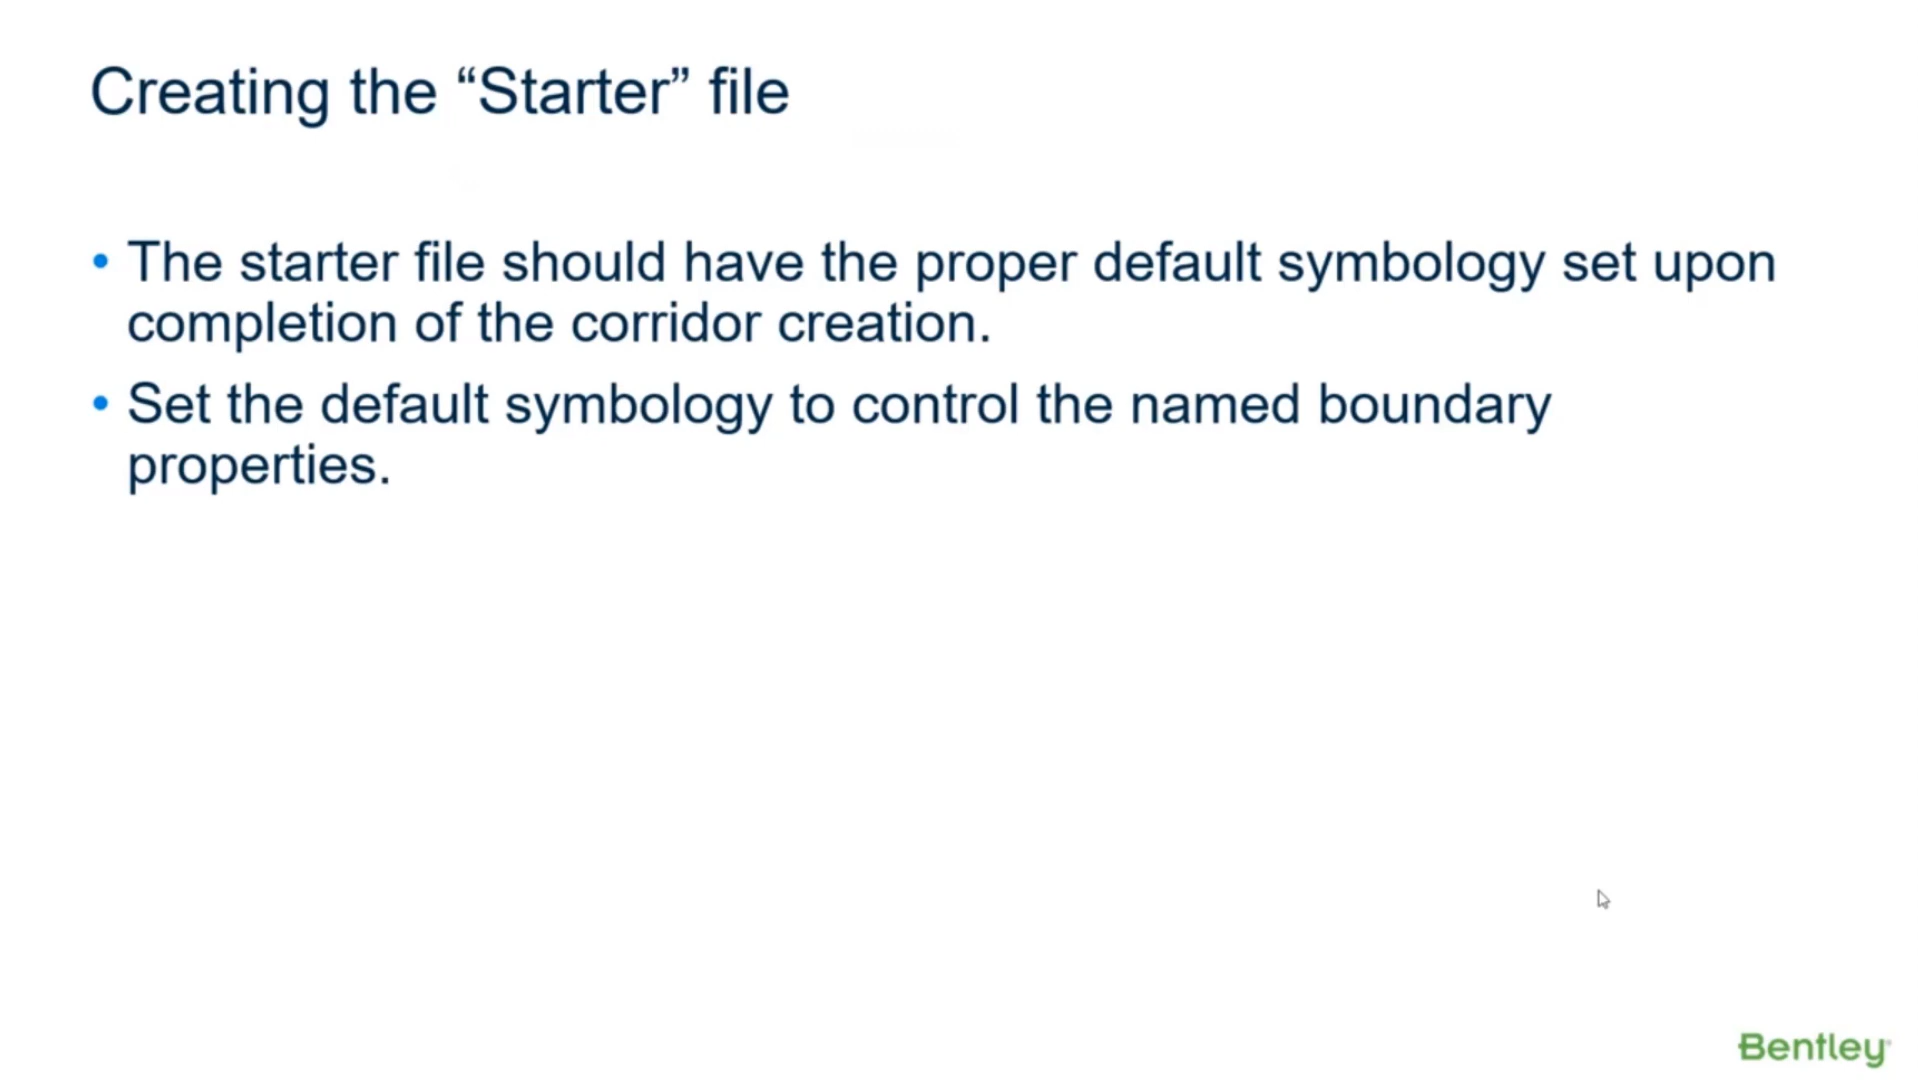 Creating the “Starter” file
• The starter file should have the proper default symbology set upon
completion of the corridor creation.
• Set the default symbology to control the named boundary
properties.
Bentley